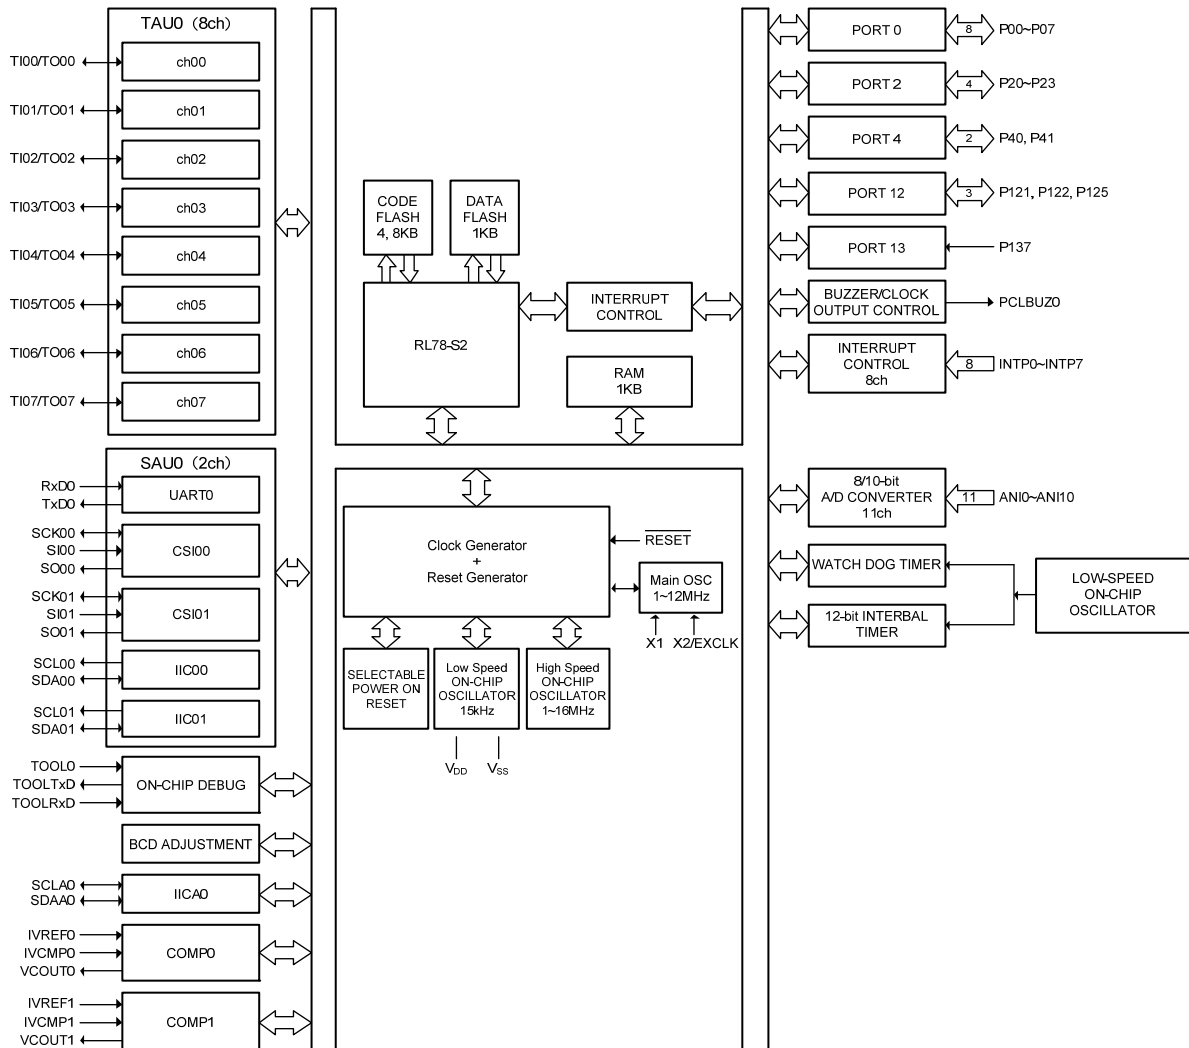 TAU0 (8ch)
TI00/TO00
ch00
TI01/TO01
ch01
TI02/TO02
ch02
TI03/TO03
ch03
TI04/TO04
ch04
TI05/TO05
ch05
TI06/TO06
ch06
TI07/TO07
ch07
SAU0 (2ch)
RxD0
TxD0
UART0
SCK00
SI00
SO00
CSI00
SCK01
SI01
SO01
CSI01
SCL00
SDA00
IIC00
SCL01
SDA01
IIC01
TOOL0
TOOLTxD
TOOLRxD
ON-CHIP DEBUG
BCD ADJUSTMENT
SCLA0
SDAA0
IICA0
IVREF0
IVCMP0
VCOUT0
COMP0
IVREF1
IVCMP1
VCOUT1
COMP1
CODE
FLASH
4, 8KB
DATA
FLASH
1KB
RL78-S2
INTERRUPT
CONTROL
RAM
1KB
Clock Generator
+
Reset Generator
RESET
Main OSC
1~12MHz
X1 X2/EXCLK
SELECTABLE
POWER ON
RESET
Low Speed
ON-CHIP
OSCILLATOR
15kHz
High Speed
ON-CHIP
OSCILLATOR
1~16MHz
VDD VSS
PORT 0
8
P00~P07
PORT 2
4
P20~P23
PORT 4
2
P40, P41
PORT 12
3
P121, P122, P125
PORT 13
P137
BUZZER/CLOCK
OUTPUT CONTROL
PCLBUZ0
INTERRUPT
CONTROL
8ch
8
INTP0~INTP7
8/10-bit
A/D CONVERTER
11ch
11
ANI0~ANI10
WATCH DOG TIMER
12-bit INTERBAL
TIMER
LOW-SPEED
ON-CHIP
OSCILLATOR